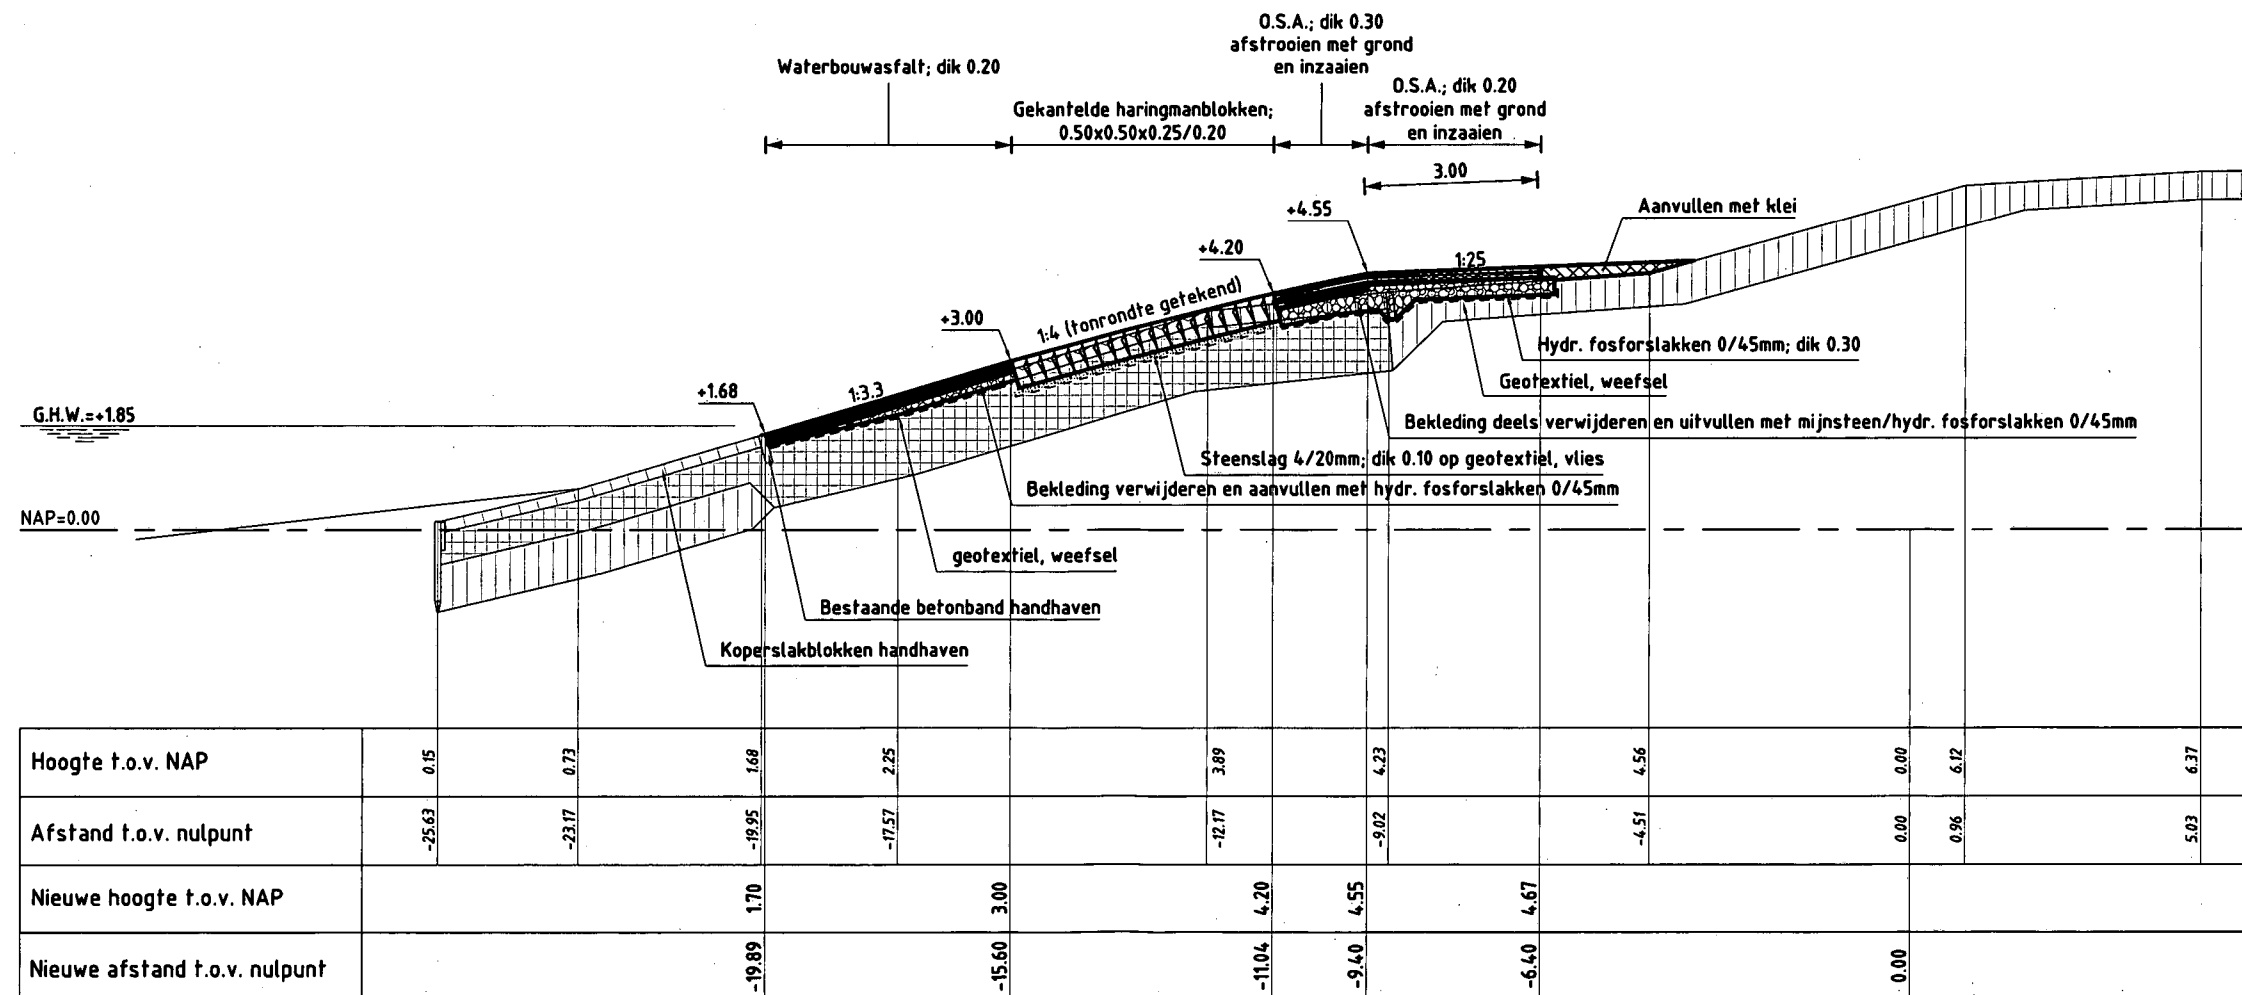 O.S.A.; dik 0.30
afstrooien met grond
en inzaaien
Waterbouwasfalt; dik 0.20
O.S.A.; dik 0.20
afstrooien met grond
en inzaaien
Gekantelde haringmanblokken;
0.50x0.50x0.25/0.20
3.00
+4.55
Aanvullen met klei
+4.20
1:25
1:4 (tonrondte getekend)
+3.00
Hydr. fosforslakken 0/45mm; dik 0.30
Geotextiel, weefsel
1:3.3
+1.68
G.H.W.=+1.85
Bekleding deels verwijderen en uitvullen met mijnsteen/hydr. fosforslakken 0/45mm
Steenslag 4/20mm; dik 0.10 op geotextiel, vlies
Bekleding verwijderen en aanvullen met hydr. fosforslakken 0/45mm
NAP=0.00
geotextiel, weefsel
Bestaande betonband handhaven
Koperslakblokken handhaven
Hoogte t.o.v. NAP 0.15 0.73 1.68 2.25 3.89 4.23 4.56 0.00 6.12 6.37
Afstand t.o.v. nulpunt -25.63 -23.17 -19.95 -17.57 -12.17 -9.02 -4.51 0.00 0.96 5.03
Nieuwe hoogte t.o.v. NAP 1.70 3.00 4.20 4.55 4.67
Nieuwe afstand t.o.v. nulpunt -19.89 -15.60 -11.04 -9.40 -6.40 0.00